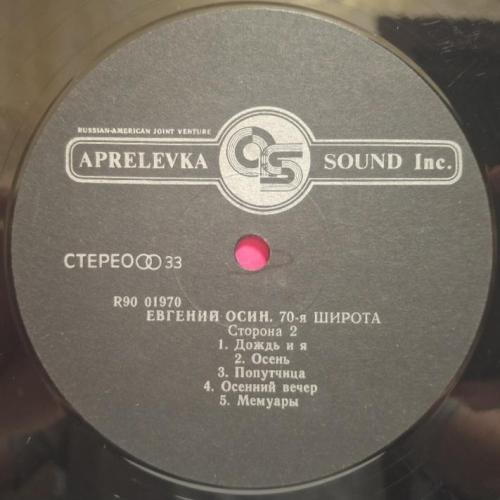 RUSSIAN-AMERICAN JOINT VENTURE
APRELEVKA SOUND Inc.
СТЕРЕО 33
R90 01970
ЕВГЕНИЙ ОСИН. 70-я ШИРОТА
Сторона 2
1. Дождь и я
2. Осень
3. Попутчица
4. Осенний вечер
5. Мемуары